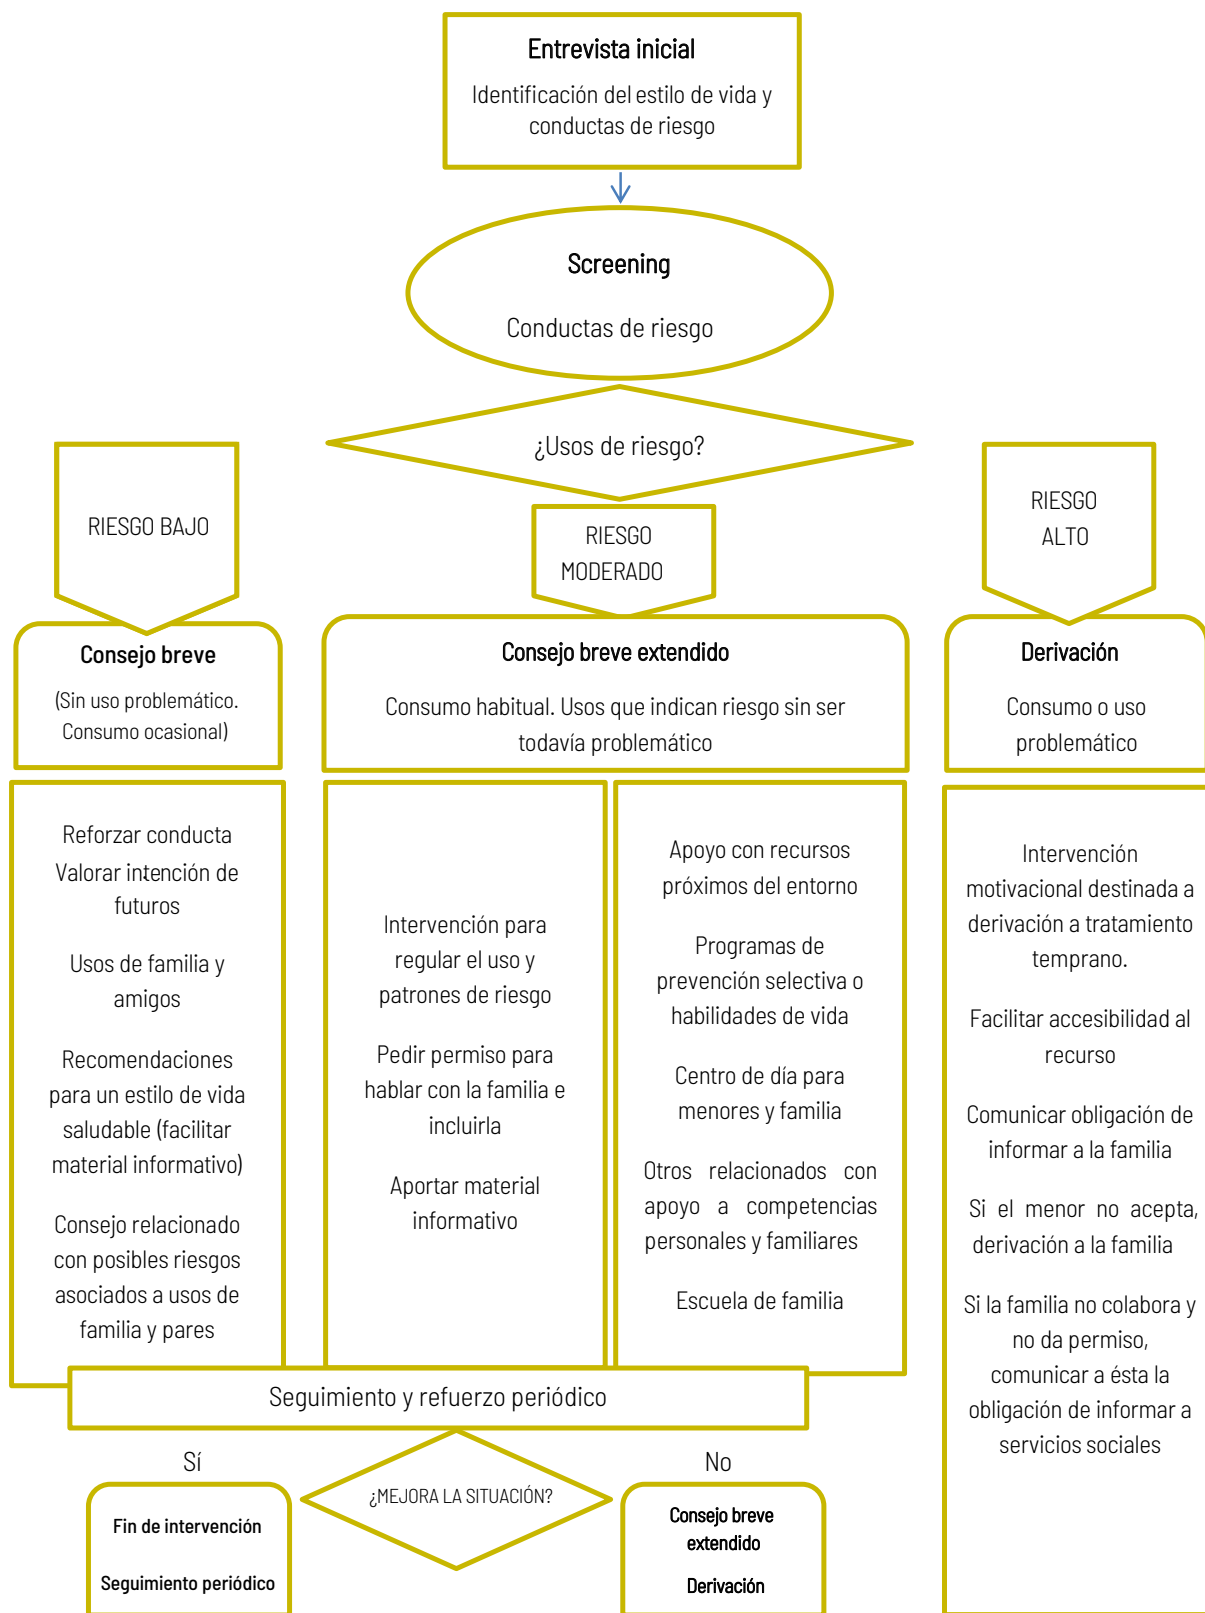 Entrevista inicial
Identificación del estilo de vida y
conductas de riesgo
Screening
Conductas de riesgo
¿Usos de riesgo?
RIESGO BAJO
RIESGO
MODERADO
RIESGO
ALTO
Consejo breve
(Sin uso problemático.
Consumo ocasional)
Consejo breve extendido
Consumo habitual. Usos que indican riesgo sin ser
todavía problemático
Derivación
Consumo o uso
problemático
Reforzar conducta
Valorar intención de
futuros
Usos de familia y
amigos
Recomendaciones
para un estilo de vida
saludable (facilitar
material informativo)
Consejo relacionado
con posibles riesgos
asociados a usos de
familia y pares
Intervención para
regular el uso y
patrones de riesgo
Pedir permiso para
hablar con la familia e
incluirla
Aportar material
informativo
Apoyo con recursos
próximos del entorno
Programas de
prevención selectiva o
habilidades de vida
Centro de día para
menores y familia
Otros relacionados con
apoyo a competencias
personales y familiares
Escuela de familia
Intervención
motivacional destinada a
derivación a tratamiento
temprano.
Facilitar accesibilidad al
recurso
Comunicar obligación de
informar a la familia
Si el menor no acepta,
derivación a la familia
Si la familia no colabora y
no da permiso,
comunicar a ésta la
obligación de informar a
servicios sociales
Seguimiento y refuerzo periódico
Sí
¿MEJORA LA SITUACIÓN?
No
Fin de intervención
Seguimiento periódico
Consejo breve
extendido
Derivación